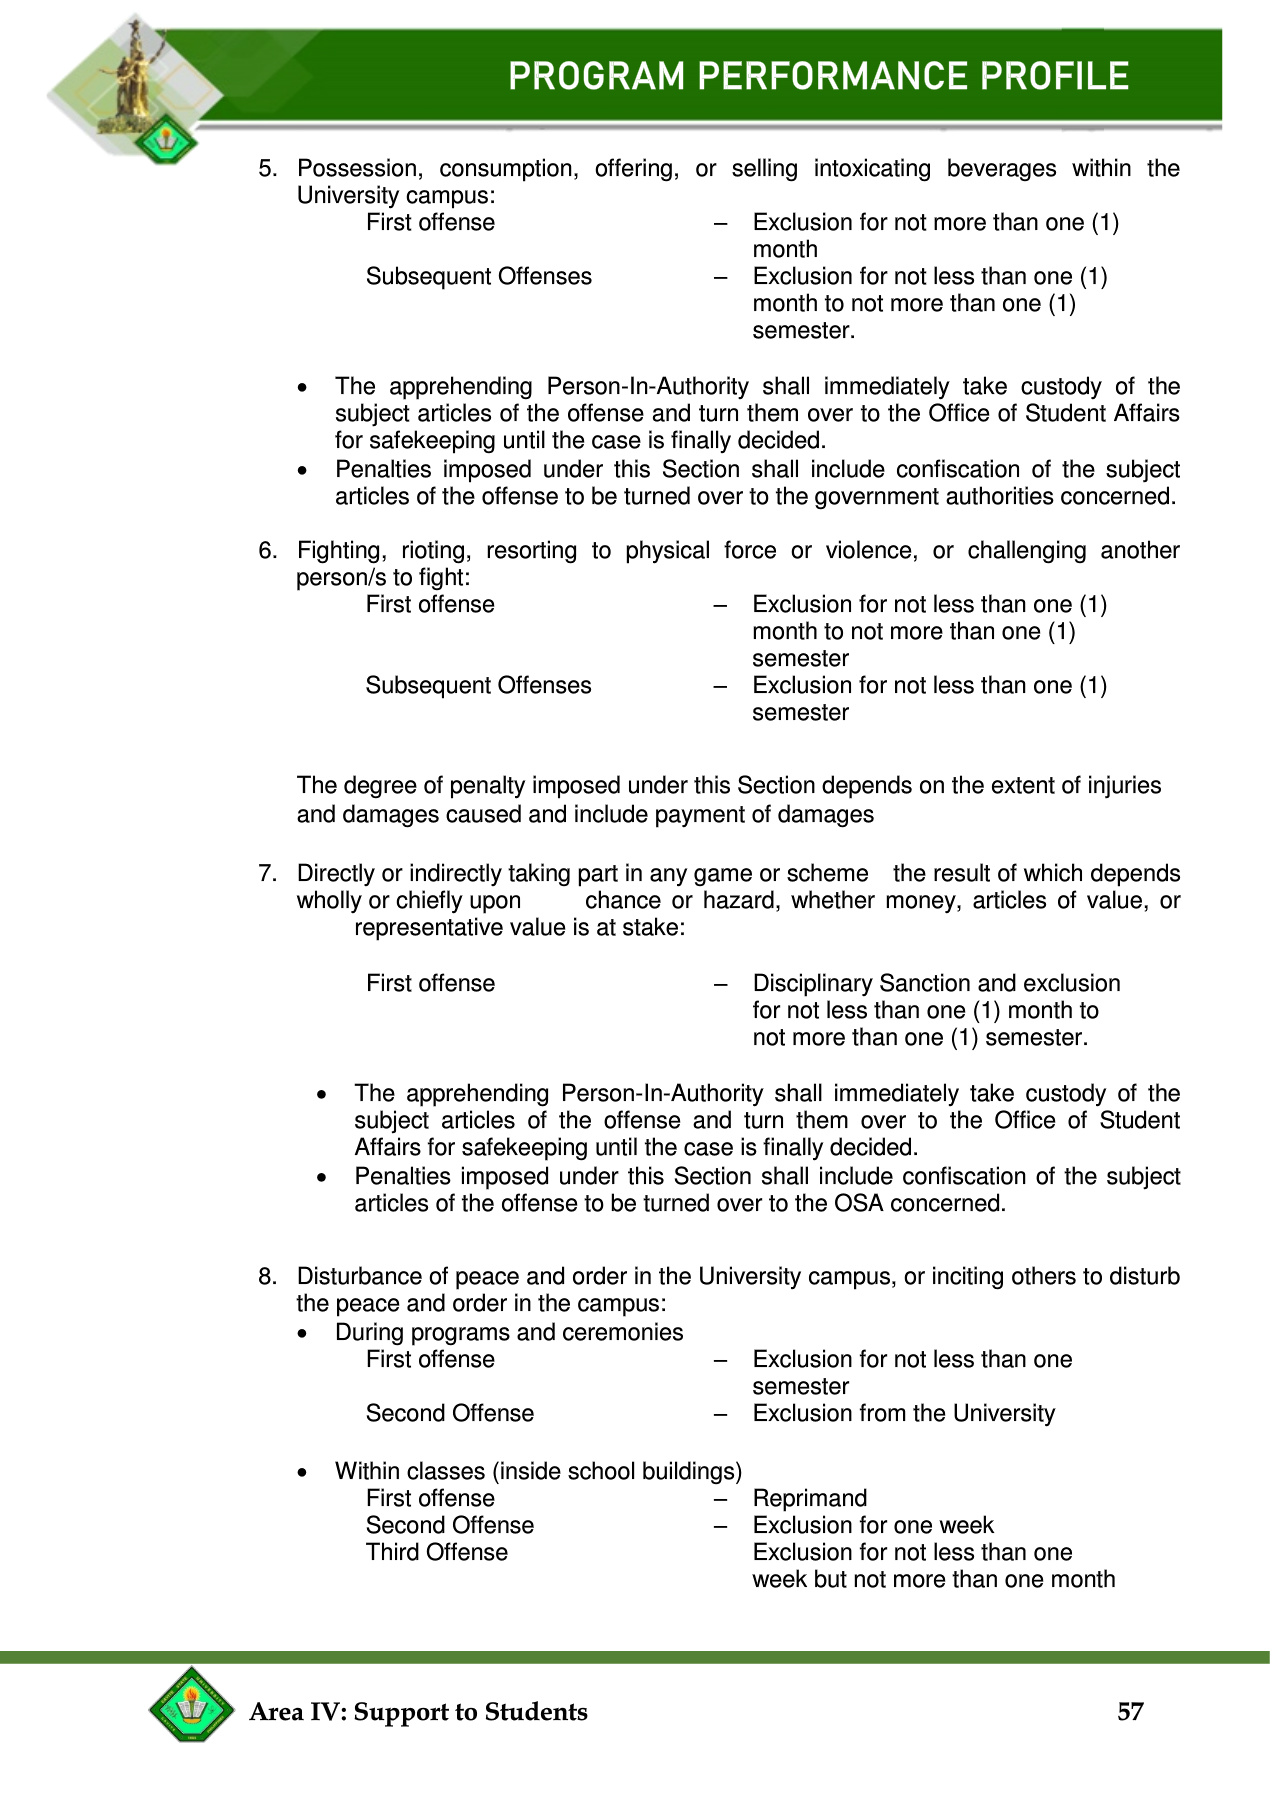 PROGRAM PERFORMANCE PROFILE
5. Possession, consumption, offering, or selling intoxicating beverages within the
University campus:
First offense – Exclusion for not more than one (1)
month
Subsequent Offenses – Exclusion for not less than one (1)
month to not more than one (1)
semester.
• The apprehending Person-In-Authority shall immediately take custody of the
subject articles of the offense and turn them over to the Office of Student Affairs
for safekeeping until the case is finally decided.
• Penalties imposed under this Section shall include confiscation of the subject
articles of the offense to be turned over to the government authorities concerned.
6. Fighting, rioting, resorting to physical force or violence, or challenging another
person/s to fight:
First offense – Exclusion for not less than one (1)
month to not more than one (1)
semester
Subsequent Offenses – Exclusion for not less than one (1)
semester
The degree of penalty imposed under this Section depends on the extent of injuries
and damages caused and include payment of damages
7. Directly or indirectly taking part in any game or scheme the result of which depends
wholly or chiefly upon chance or hazard, whether money, articles of value, or
representative value is at stake:
First offense – Disciplinary Sanction and exclusion
for not less than one (1) month to
not more than one (1) semester.
• The apprehending Person-In-Authority shall immediately take custody of the
subject articles of the offense and turn them over to the Office of Student
Affairs for safekeeping until the case is finally decided.
• Penalties imposed under this Section shall include confiscation of the subject
articles of the offense to be turned over to the OSA concerned.
8. Disturbance of peace and order in the University campus, or inciting others to disturb
the peace and order in the campus:
• During programs and ceremonies
First offense – Exclusion for not less than one
semester
Second Offense – Exclusion from the University
• Within classes (inside school buildings)
First offense – Reprimand
Second Offense – Exclusion for one week
Third Offense Exclusion for not less than one
week but not more than one month
Area IV: Support to Students 57